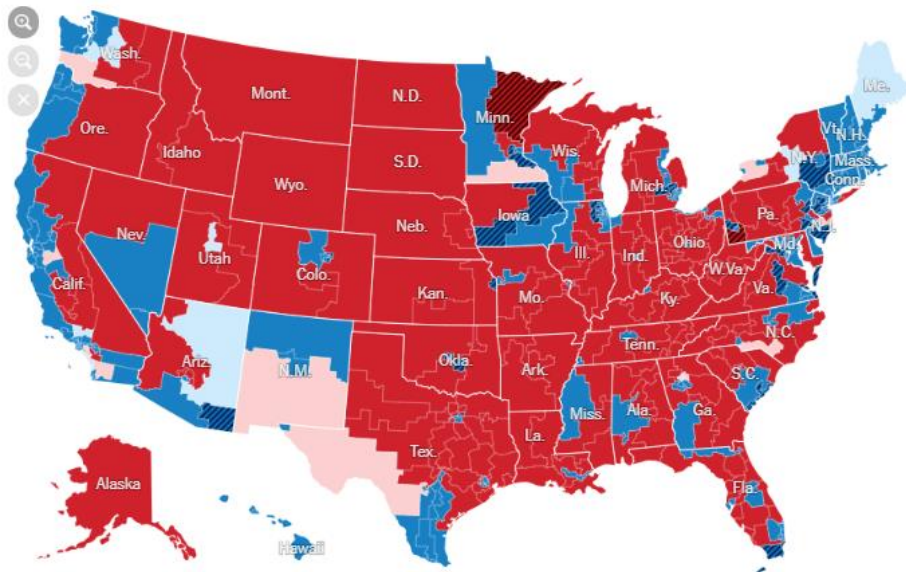 Wash.
Mont.
N.D.
Minn.
Me.
Ore.
Idaho
S.D.
Wis.
Vt.
N.H.
N.Y.
Mass.
Conn.
Wyo.
Mich.
Iowa
Neb.
Pa.
N.J.
Nev.
Utah
Colo.
Ill.
Ind.
Ohio
Md.
W.Va.
Va.
Calif.
Kan.
Mo.
Ky.
N.C.
Tenn.
Ariz.
N.M.
Okla.
Ark.
S.C.
Miss.
Ala.
Ga.
Tex.
La.
Alaska
Fla.
Hawaii